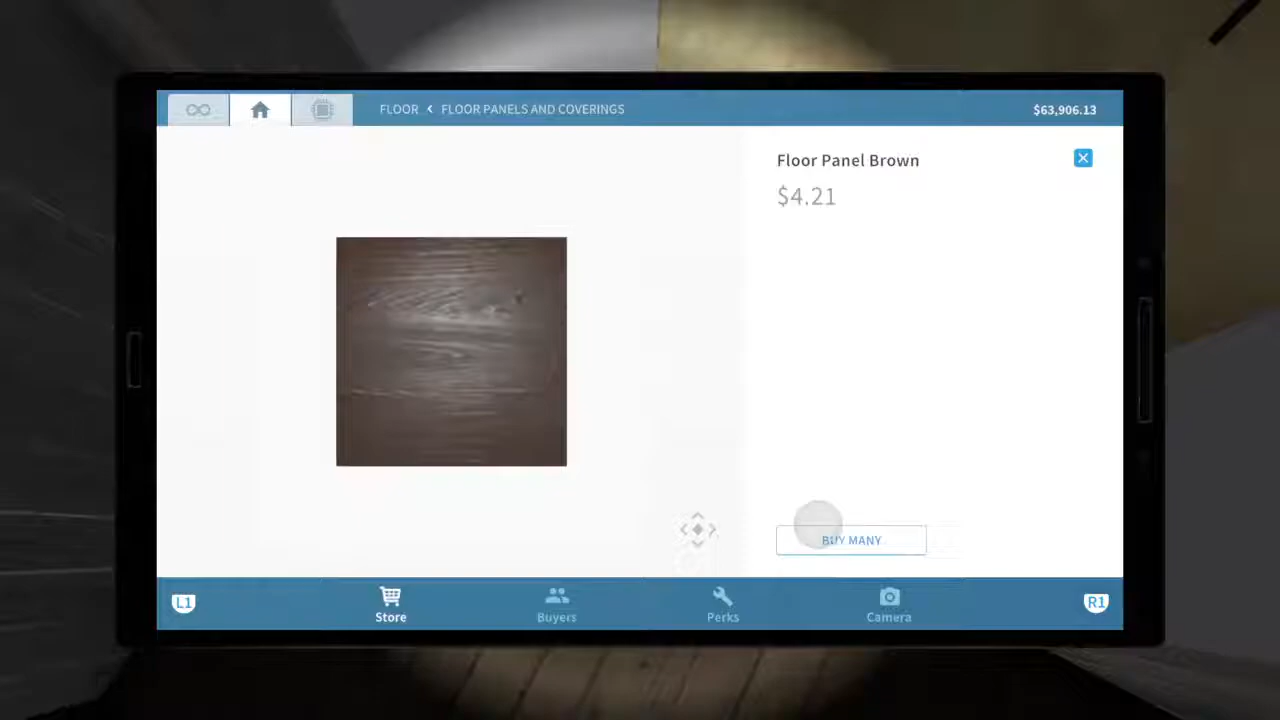 FLOOR < FLOOR PANELS AND COVERINGS
$63,906.13
Floor Panel Brown
$4.21
BUY MANY
L1
Store
Buyers
Perks
Camera
R1